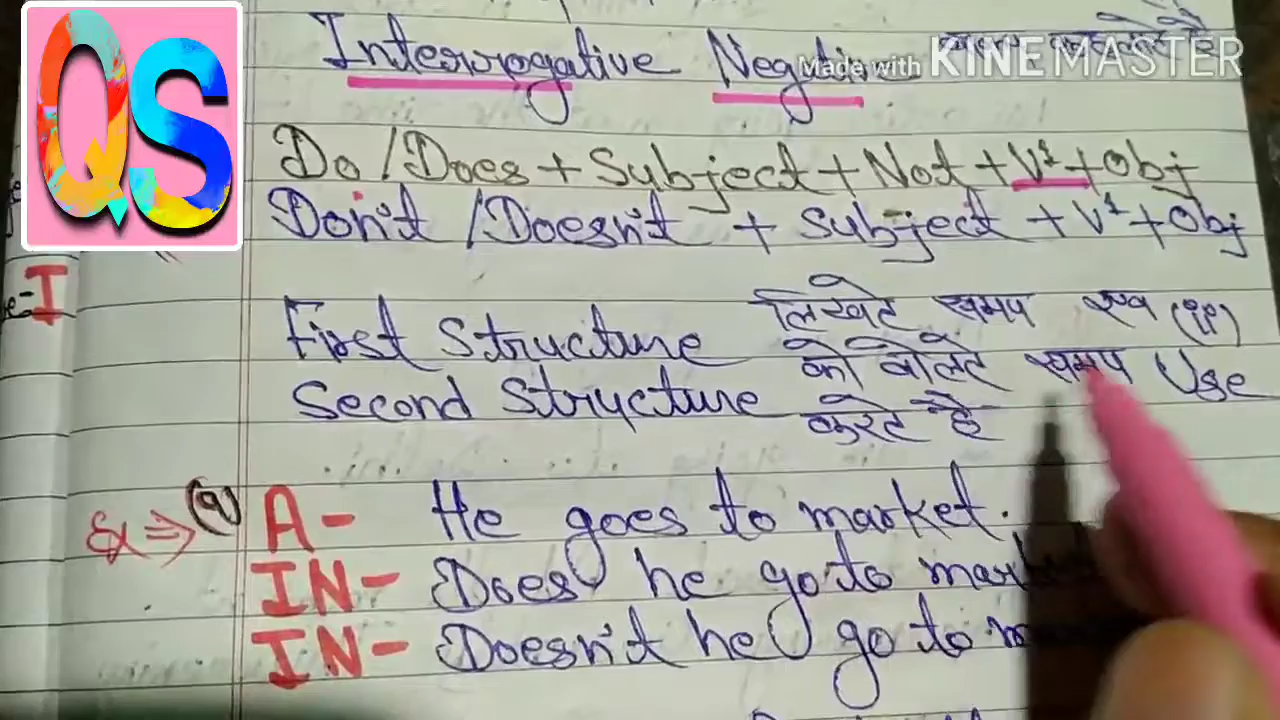 QS
Interrogative Negative
Made with KINEMASTER
Do/Does + Subject + Not + V¹ + Obj
Don't /Doesn't + Subject + V¹ + Obj
First Structure लिखते समय एवं (११)
Second Structure को बोलते समय Use
करते है
Ex ⇒ (१) A- He goes to market.
IN- Does he go to
IN- Doesn't he go to
I